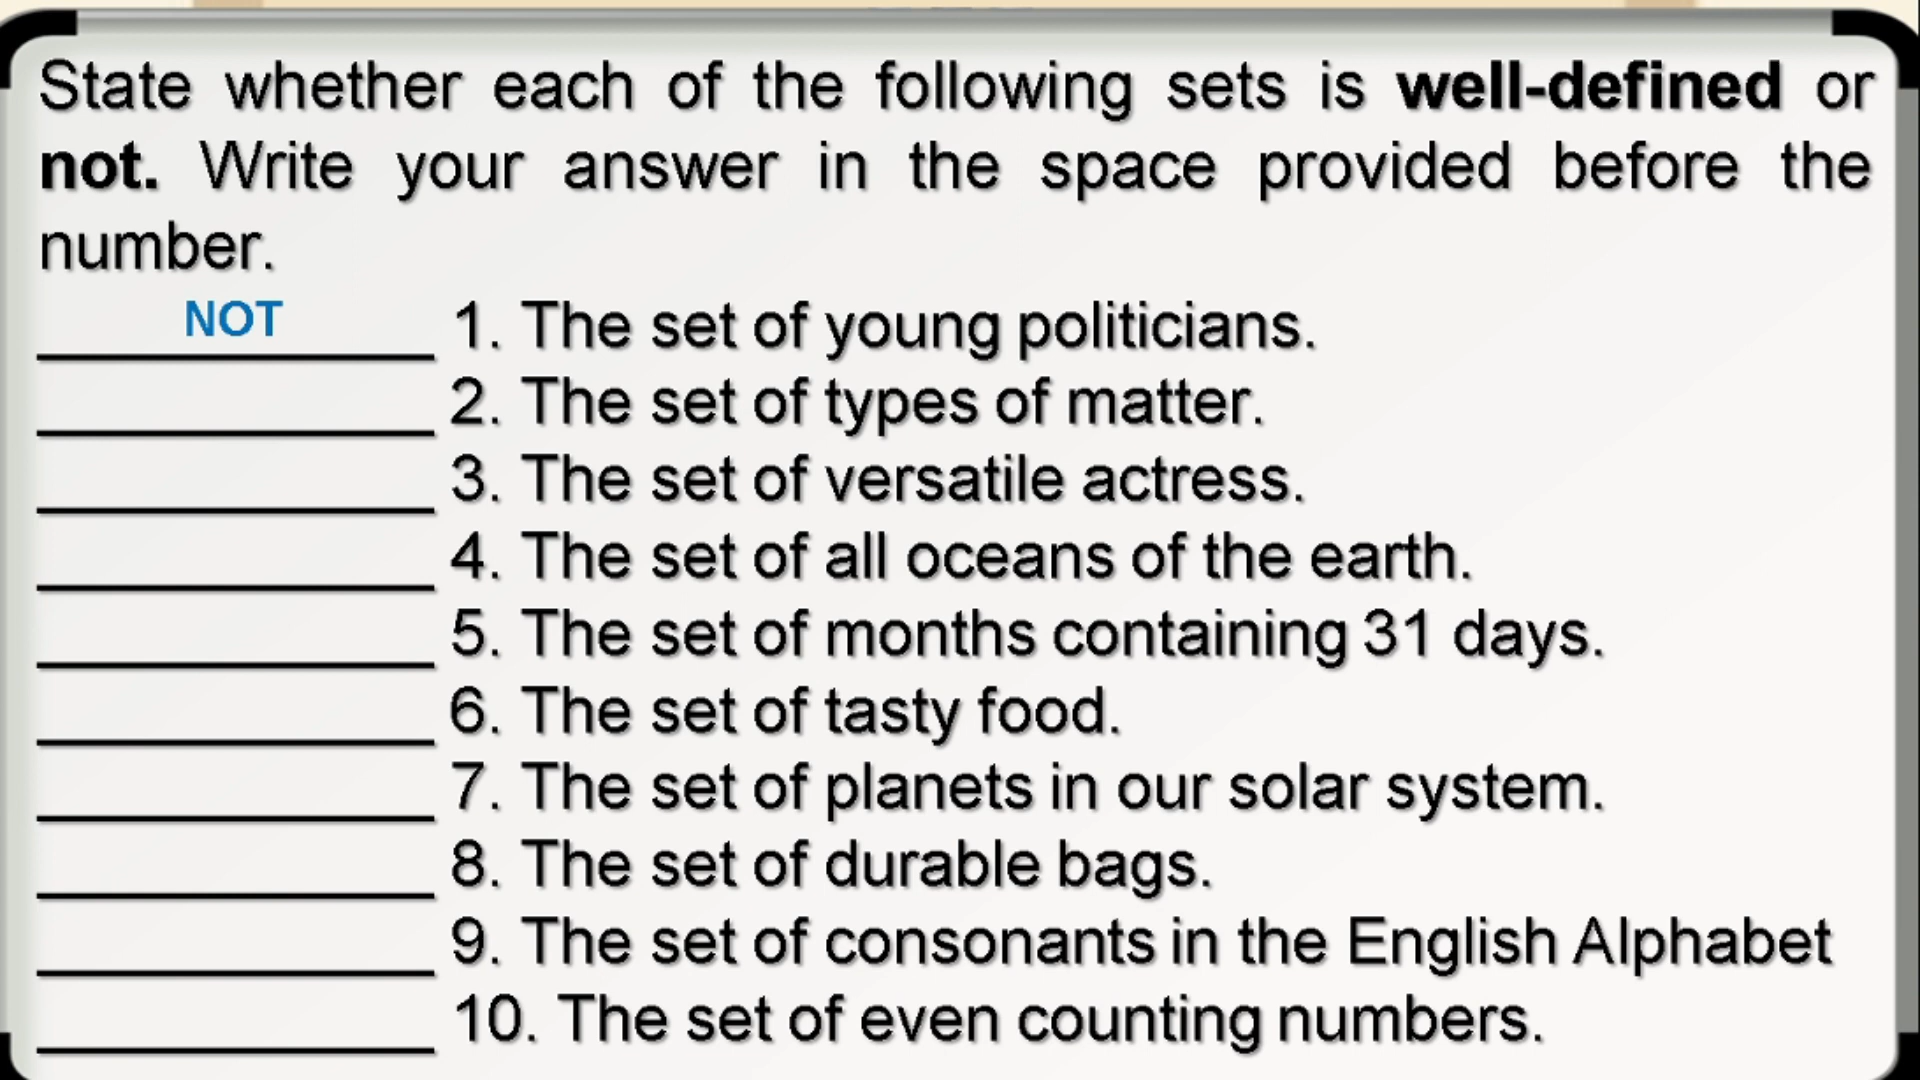 State whether each of the following sets is well-defined or
not. Write your answer in the space provided before the
number.
NOT 1. The set of young politicians.
2. The set of types of matter.
3. The set of versatile actress.
4. The set of all oceans of the earth.
5. The set of months containing 31 days.
6. The set of tasty food.
7. The set of planets in our solar system.
8. The set of durable bags.
9. The set of consonants in the English Alphabet
10. The set of even counting numbers.